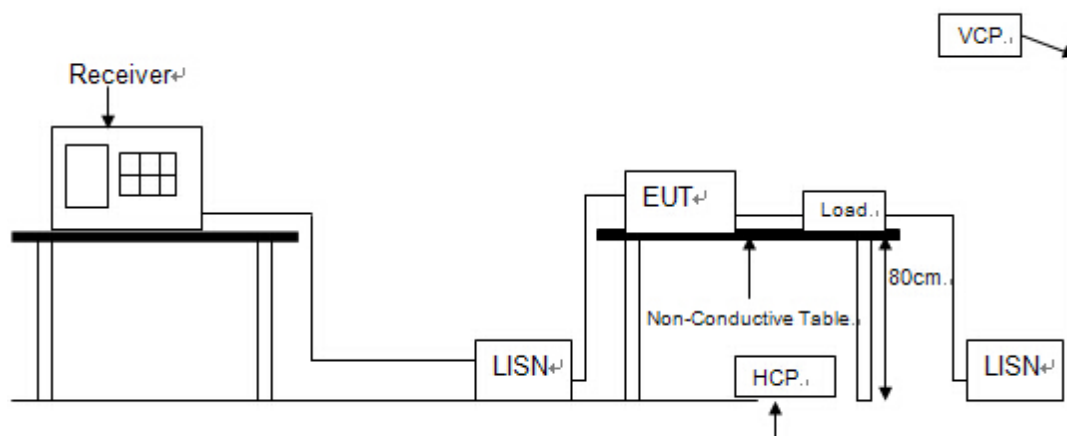 VCP.
Receiver
EUT
Load.
80cm.
Non-Conductive Table.
LISN
HCP.
LISN